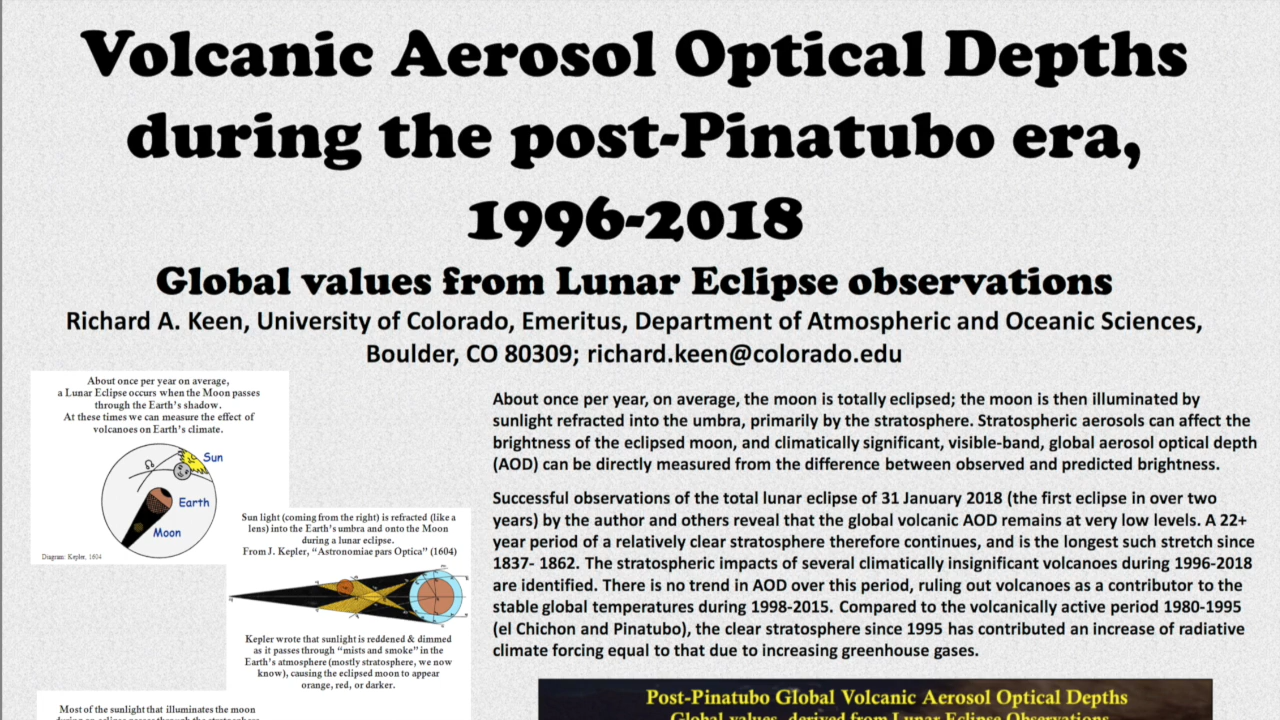 Volcanic Aerosol Optical Depths
during the post-Pinatubo era,
1996-2018
Global values from Lunar Eclipse observations
Richard A. Keen, University of Colorado, Emeritus, Department of Atmospheric and Oceanic Sciences,
Boulder, CO 80309; richard.keen@colorado.edu
About once per year on average,
a Lunar Eclipse occurs when the Moon passes
through the Earth's shadow.
At these times we can measure the effect of
volcanoes on Earth's climate.
Sun
Earth
Moon
Diagram: Kepler, 1604
Sun light (coming from the right) is refracted (like a
lens) into the Earth's umbra and onto the Moon
during a lunar eclipse.
From J. Kepler, "Astronomiae pars Optica" (1604)
Kepler wrote that sunlight is reddened & dimmed
as it passes through "mists and smoke" in the
Earth's atmosphere (mostly stratosphere, we now
know), causing the eclipsed moon to appear
orange, red, or darker.
Most of the sunlight that illuminates the moon
About once per year, on average, the moon is totally eclipsed; the moon is then illuminated by
sunlight refracted into the umbra, primarily by the stratosphere. Stratospheric aerosols can affect the
brightness of the eclipsed moon, and climatically significant, visible-band, global aerosol optical depth
(AOD) can be directly measured from the difference between observed and predicted brightness.
Successful observations of the total lunar eclipse of 31 January 2018 (the first eclipse in over two
years) by the author and others reveal that the global volcanic AOD remains at very low levels. A 22+
year period of a relatively clear stratosphere therefore continues, and is the longest such stretch since
1837- 1862. The stratospheric impacts of several climatically insignificant volcanoes during 1996-2018
are identified. There is no trend in AOD over this period, ruling out volcanoes as a contributor to the
stable global temperatures during 1998-2015. Compared to the volcanically active period 1980-1995
(el Chichon and Pinatubo), the clear stratosphere since 1995 has contributed an increase of radiative
climate forcing equal to that due to increasing greenhouse gases.
Post-Pinatubo Global Volcanic Aerosol Optical Depths
Global values, derived from Lunar Eclipse Observations